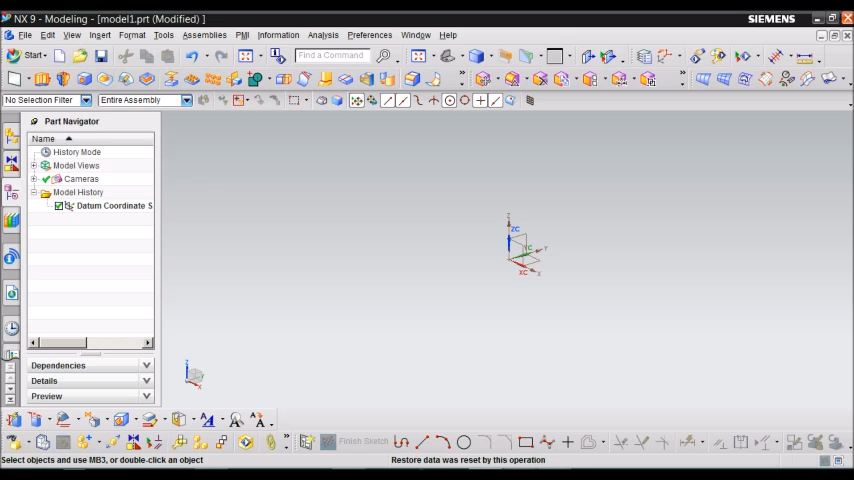 NX 9 - Modeling - [model1.prt (Modified) ]
SIEMENS
File Edit View Insert Format Tools Assemblies PMI Information Analysis Preferences Window Help
Start
Find a Command
No Selection Filter
Entire Assembly
Part Navigator
Name
History Mode
Model Views
Cameras
Model History
Datum Coordinate S
Z
ZC
YC
Y
XC
X
Z
X
Dependencies
Details
Preview
Finish Sketch
Select objects and use MB3, or double-click an object
Restore data was reset by this operation